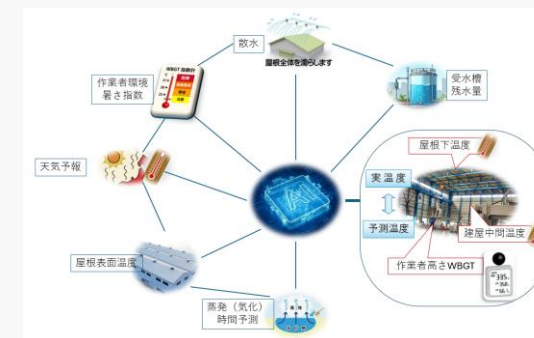 散水
屋根全体を濡らします
WBGT 指数計
作業者環境
暑さ指数
受水槽
残水量
天気予報
屋根下温度
実温度
AI
予測温度
建屋中間温度
屋根表面温度
作業者高さWBGT
蒸発（気化）
時間予測